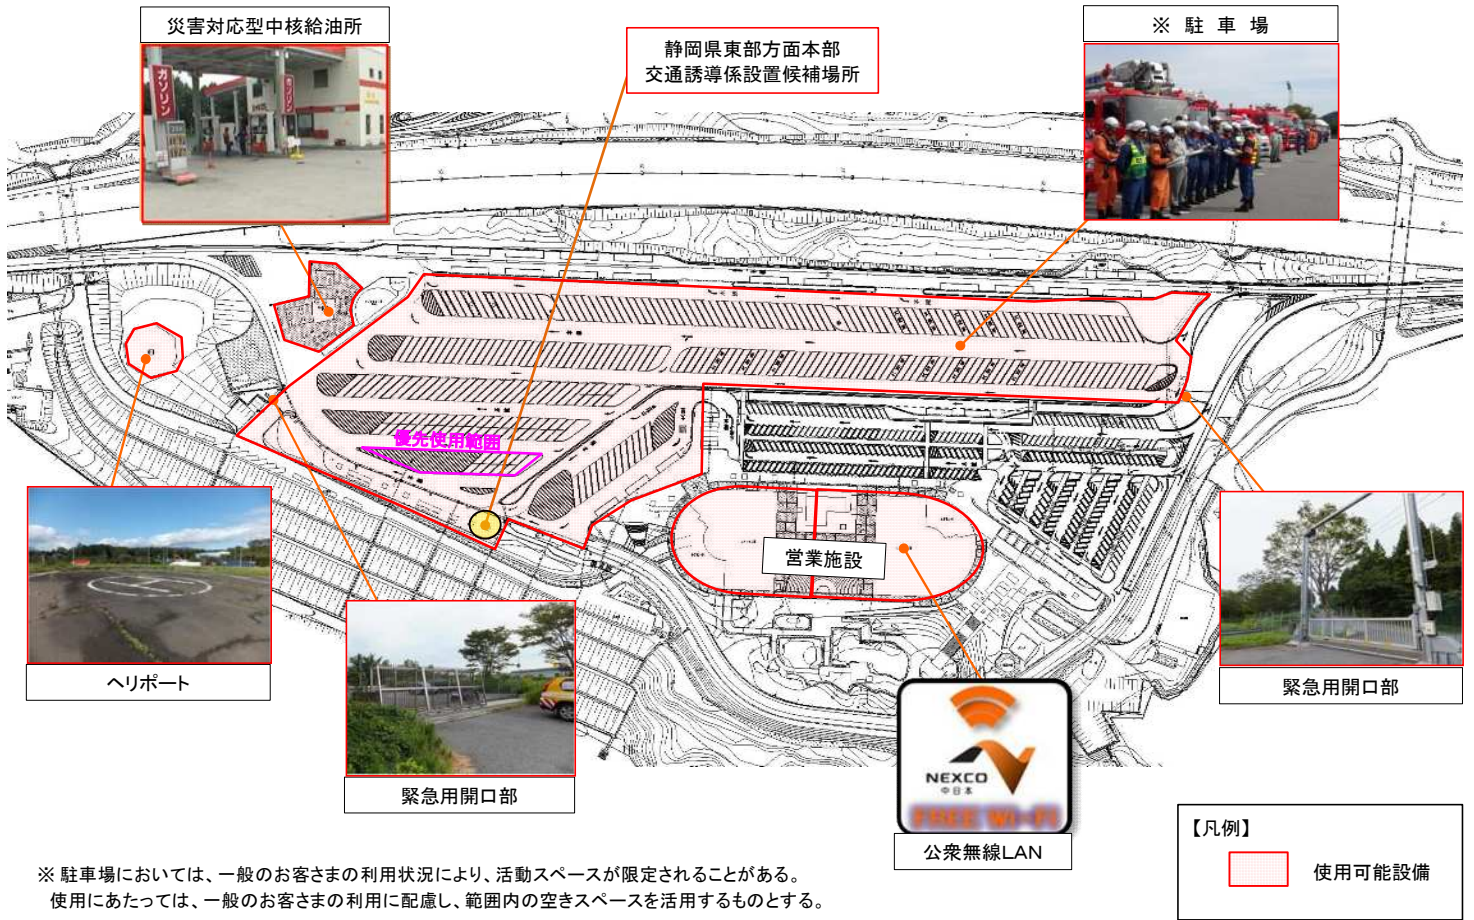 災害対応型中核給油所
静岡県東部方面本部
交通誘導係設置候補場所
※ 駐 車 場
ガソリン
ガソリン
優先使用範囲
営業施設
ヘリポート
緊急用開口部
緊急用開口部
NEXCO
中日本
FREE Wi-Fi
公衆無線LAN
【凡例】
使用可能設備
※ 駐車場においては、一般のお客さまの利用状況により、活動スペースが限定されることがある。
使用にあたっては、一般のお客さまの利用に配慮し、範囲内の空きスペースを活用するものとする。